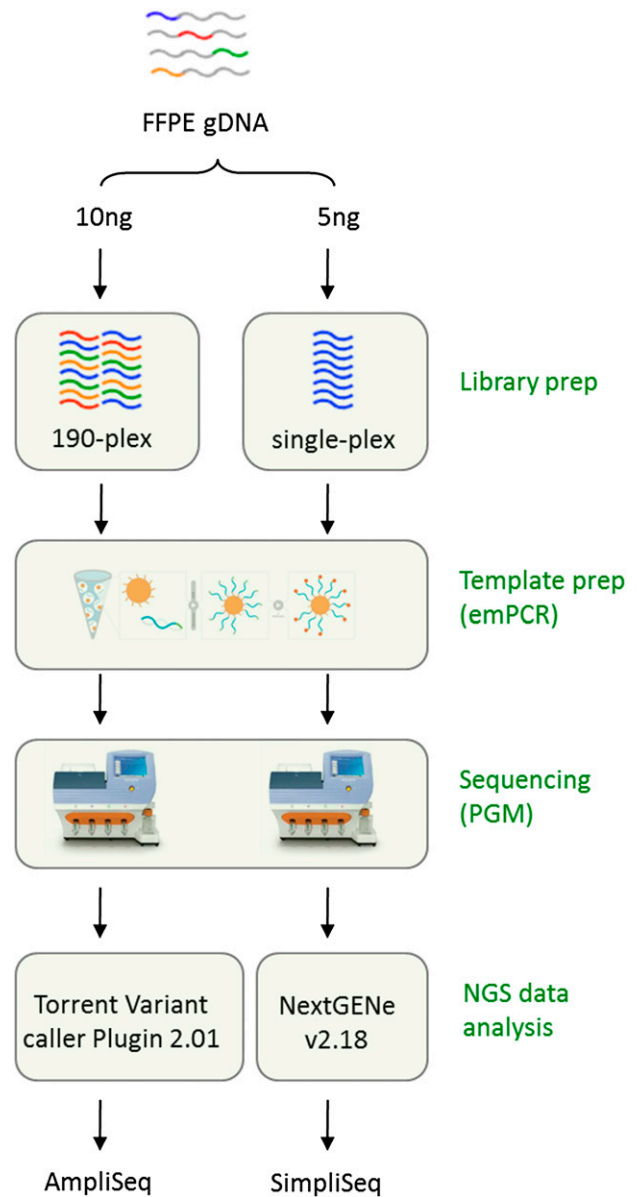 FFPE gDNA
10ng
5ng
190-plex
single-plex
Library prep
Template prep
(emPCR)
Sequencing
(PGM)
Torrent Variant
caller Plugin 2.01
NextGENe
v2.18
NGS data
analysis
AmpliSeq
SimpliSeq